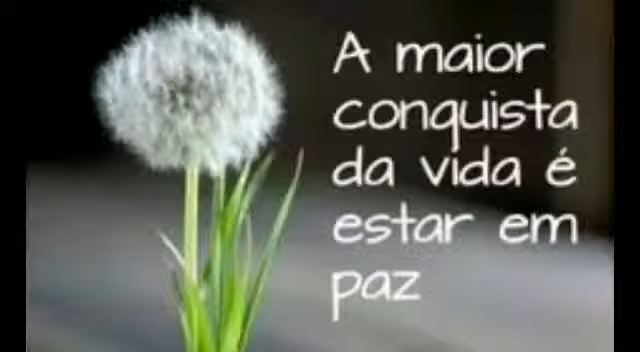 A maior
conquista
da vida é
estar em
paz